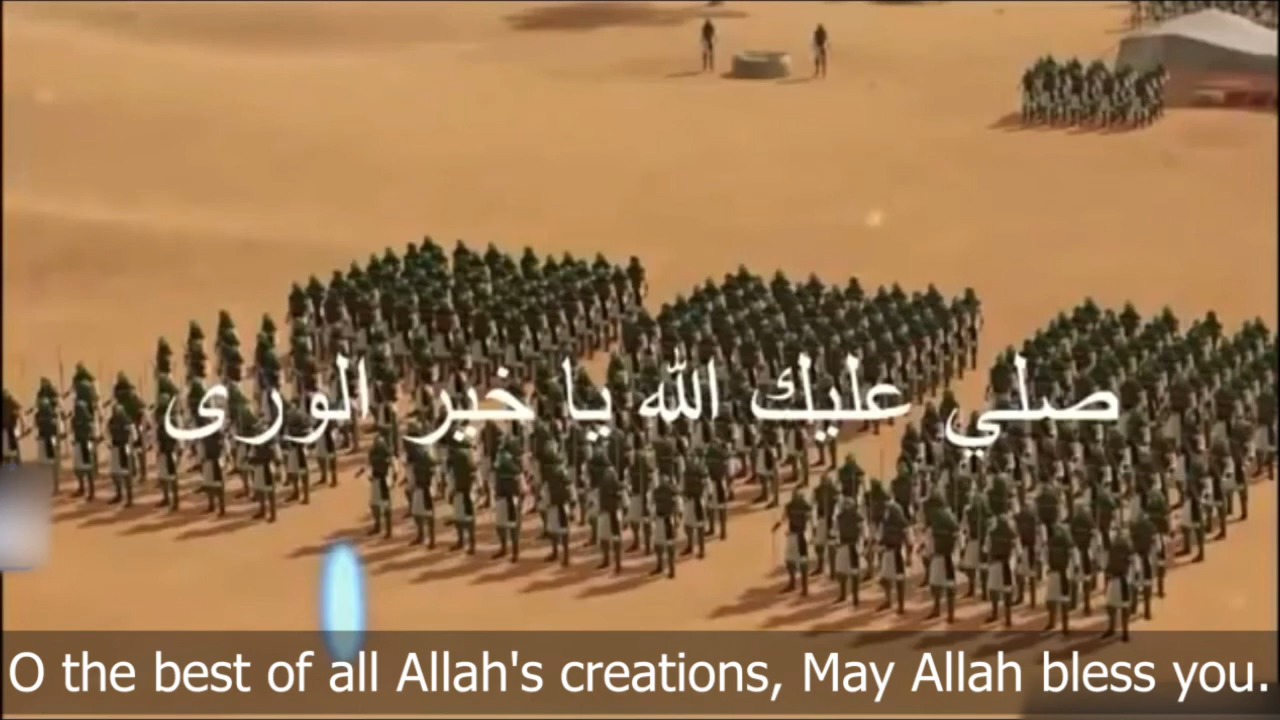 صلي عليك الله يا خير الورى
O the best of all Allah's creations, May Allah bless you.